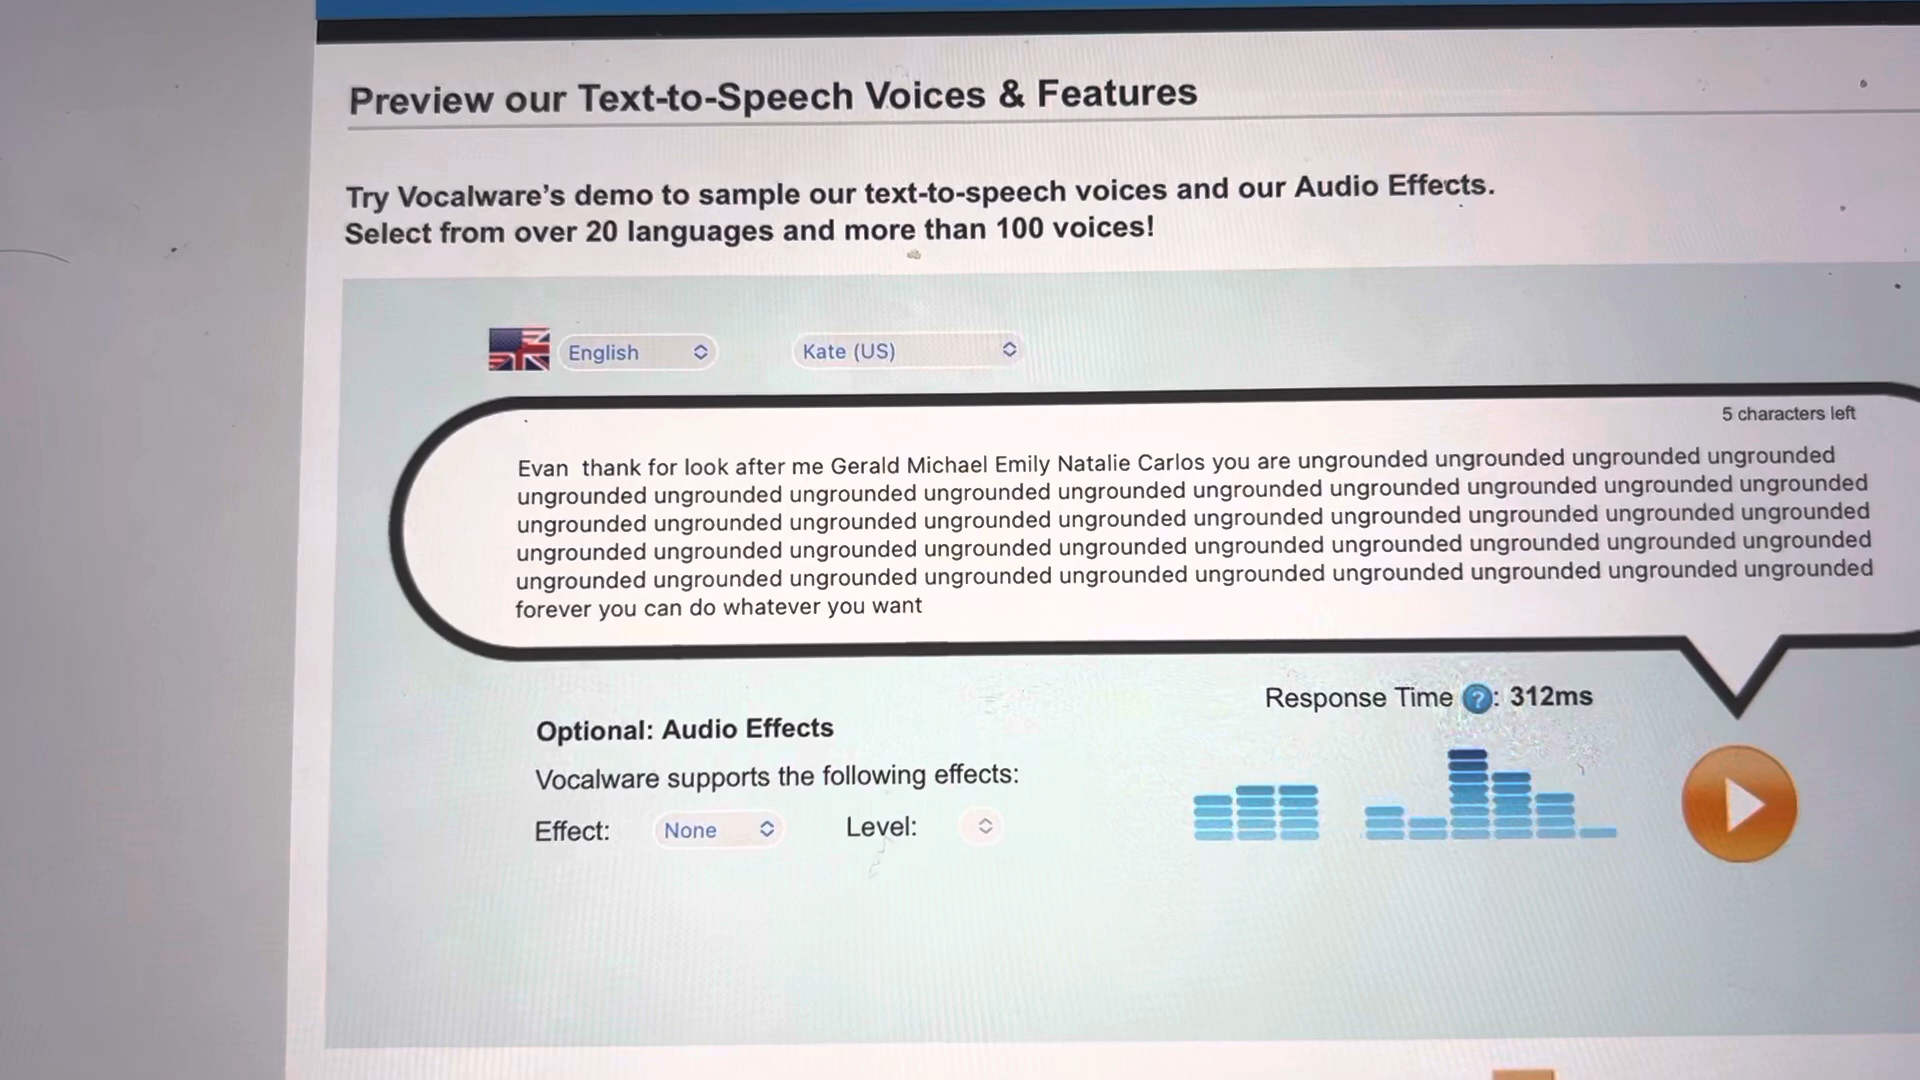 Preview our Text-to-Speech Voices & Features
Try Vocalware's demo to sample our text-to-speech voices and our Audio Effects.
Select from over 20 languages and more than 100 voices!
English
Kate (US)
5 characters left
Evan  thank for look after me Gerald Michael Emily Natalie Carlos you are ungrounded ungrounded ungrounded ungrounded
ungrounded ungrounded ungrounded ungrounded ungrounded ungrounded ungrounded ungrounded ungrounded ungrounded
ungrounded ungrounded ungrounded ungrounded ungrounded ungrounded ungrounded ungrounded ungrounded ungrounded
ungrounded ungrounded ungrounded ungrounded ungrounded ungrounded ungrounded ungrounded ungrounded ungrounded
ungrounded ungrounded ungrounded ungrounded ungrounded ungrounded ungrounded ungrounded ungrounded ungrounded
forever you can do whatever you want
Response Time ?: 312ms
Optional: Audio Effects
Vocalware supports the following effects:
Effect: None Level: